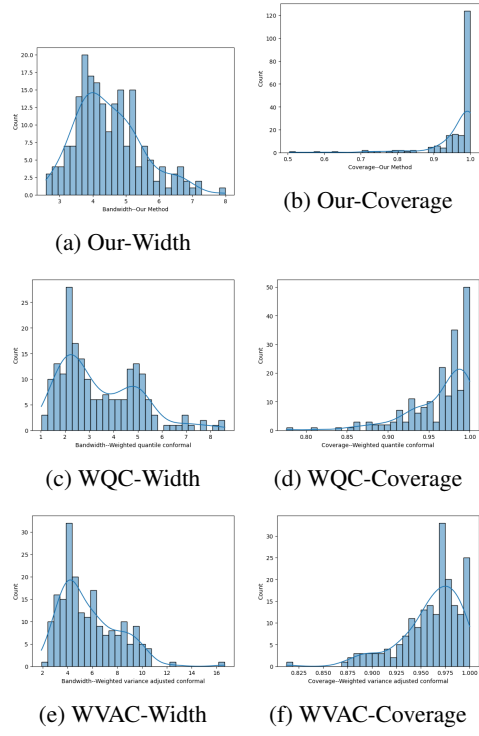 20.0
17.5
15.0
12.5
10.0
7.5
5.0
2.5
0.0
Count
3 4 5 6 7 8
Bandwidth--Our Method
(a) Our-Width
120
100
80
60
40
20
0
Count
0.5 0.6 0.7 0.8 0.9 1.0
Coverage--Our Method
(b) Our-Coverage
25
20
15
10
5
0
Count
1 2 3 4 5 6 7 8
Bandwidth--Weighted quantile conformal
(c) WQC-Width
50
40
30
20
10
0
Count
0.80 0.85 0.90 0.95 1.00
Coverage--Weighted quantile conformal
(d) WQC-Coverage
30
25
20
15
10
5
0
Count
2 4 6 8 10 12 14 16
Bandwidth--Weighted variance adjusted conformal
(e) WVAC-Width
30
25
20
15
10
5
0
Count
0.825 0.850 0.875 0.900 0.925 0.950 0.975 1.000
Coverage--Weighted variance adjusted conformal
(f) WVAC-Coverage